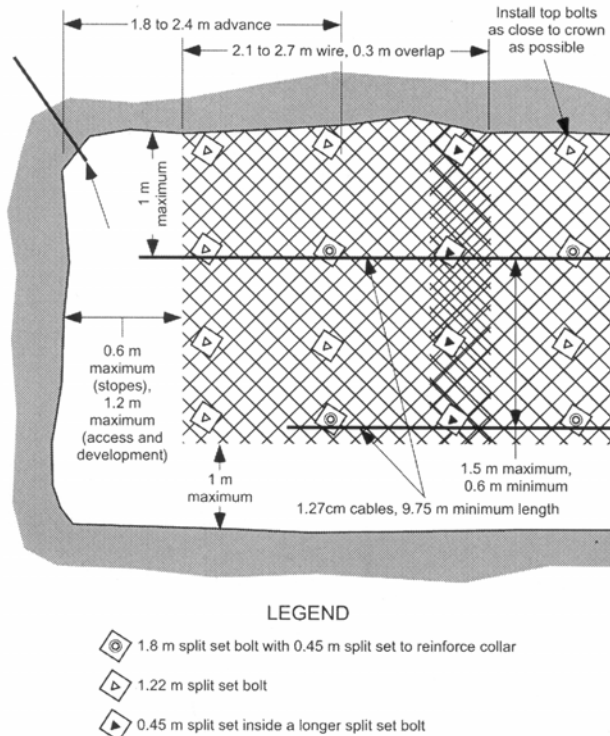 1.8 to 2.4 m advance
2.1 to 2.7 m wire, 0.3 m overlap
Install top bolts
as close to crown
as possible
1 m
maximum
0.6 m
maximum
(stopes),
1.2 m
maximum
(access and
development)
1 m
maximum
1.5 m maximum,
0.6 m minimum
1.27cm cables, 9.75 m minimum length
LEGEND
1.8 m split set bolt with 0.45 m split set to reinforce collar
1.22 m split set bolt
0.45 m split set inside a longer split set bolt